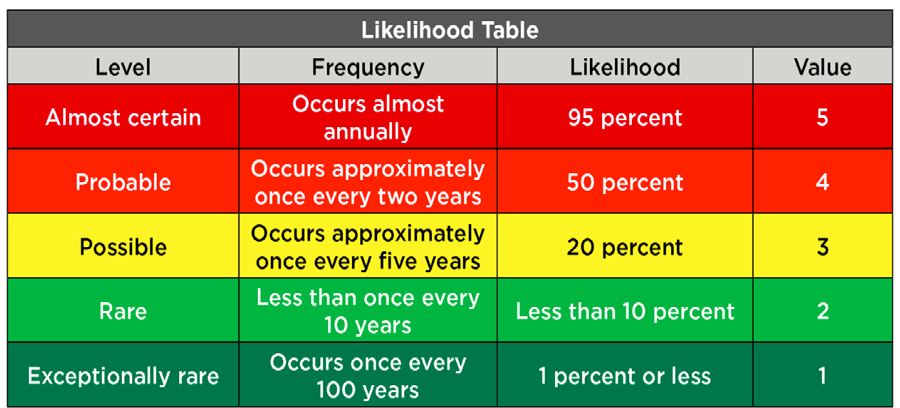 Likelihood Table
Level Frequency Likelihood Value
Almost certain Occurs almost annually 95 percent 5
Probable Occurs approximately once every two years 50 percent 4
Possible Occurs approximately once every five years 20 percent 3
Rare Less than once every 10 years Less than 10 percent 2
Exceptionally rare Occurs once every 100 years 1 percent or less 1